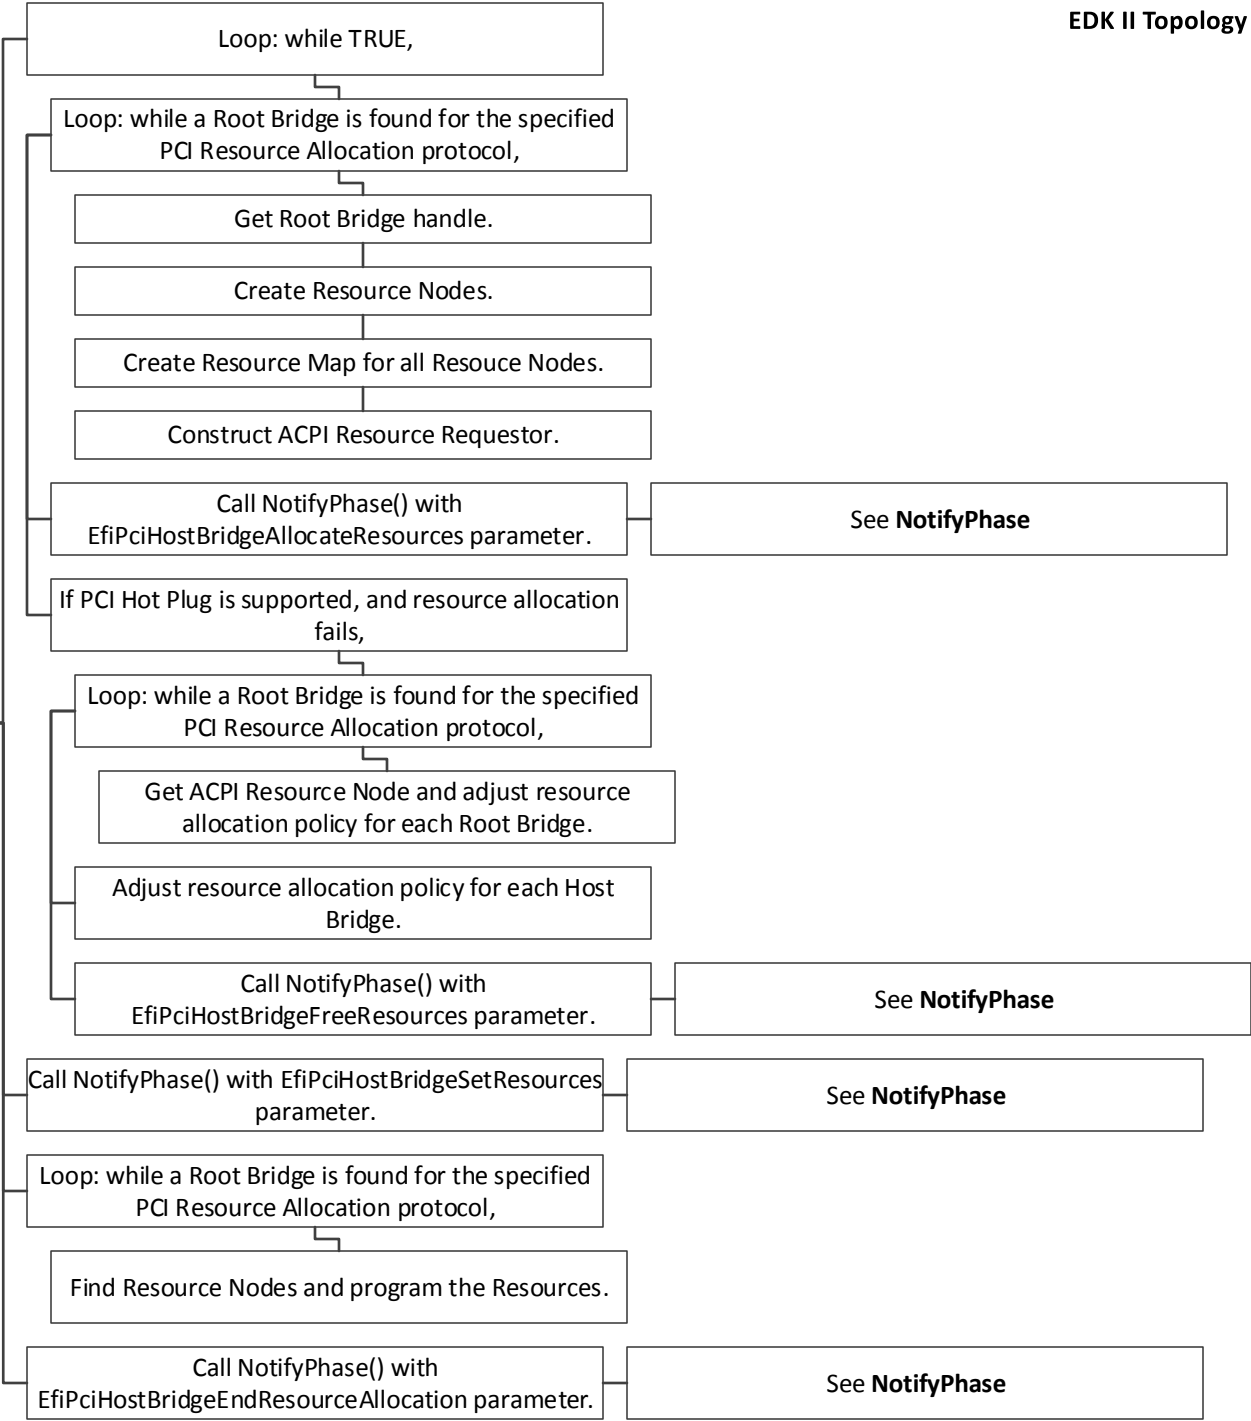 EDK II Topology
Loop: while TRUE,
Loop: while a Root Bridge is found for the specified
PCI Resource Allocation protocol,
Get Root Bridge handle.
Create Resource Nodes.
Create Resource Map for all Resouce Nodes.
Construct ACPI Resource Requestor.
Call NotifyPhase() with
EfiPciHostBridgeAllocateResources parameter.
See NotifyPhase
If PCI Hot Plug is supported, and resource allocation
fails,
Loop: while a Root Bridge is found for the specified
PCI Resource Allocation protocol,
Get ACPI Resource Node and adjust resource
allocation policy for each Root Bridge.
Adjust resource allocation policy for each Host
Bridge.
Call NotifyPhase() with
EfiPciHostBridgeFreeResources parameter.
See NotifyPhase
Call NotifyPhase() with EfiPciHostBridgeSetResources
parameter.
See NotifyPhase
Loop: while a Root Bridge is found for the specified
PCI Resource Allocation protocol,
Find Resource Nodes and program the Resources.
Call NotifyPhase() with
EfiPciHostBridgeEndResourceAllocation parameter.
See NotifyPhase